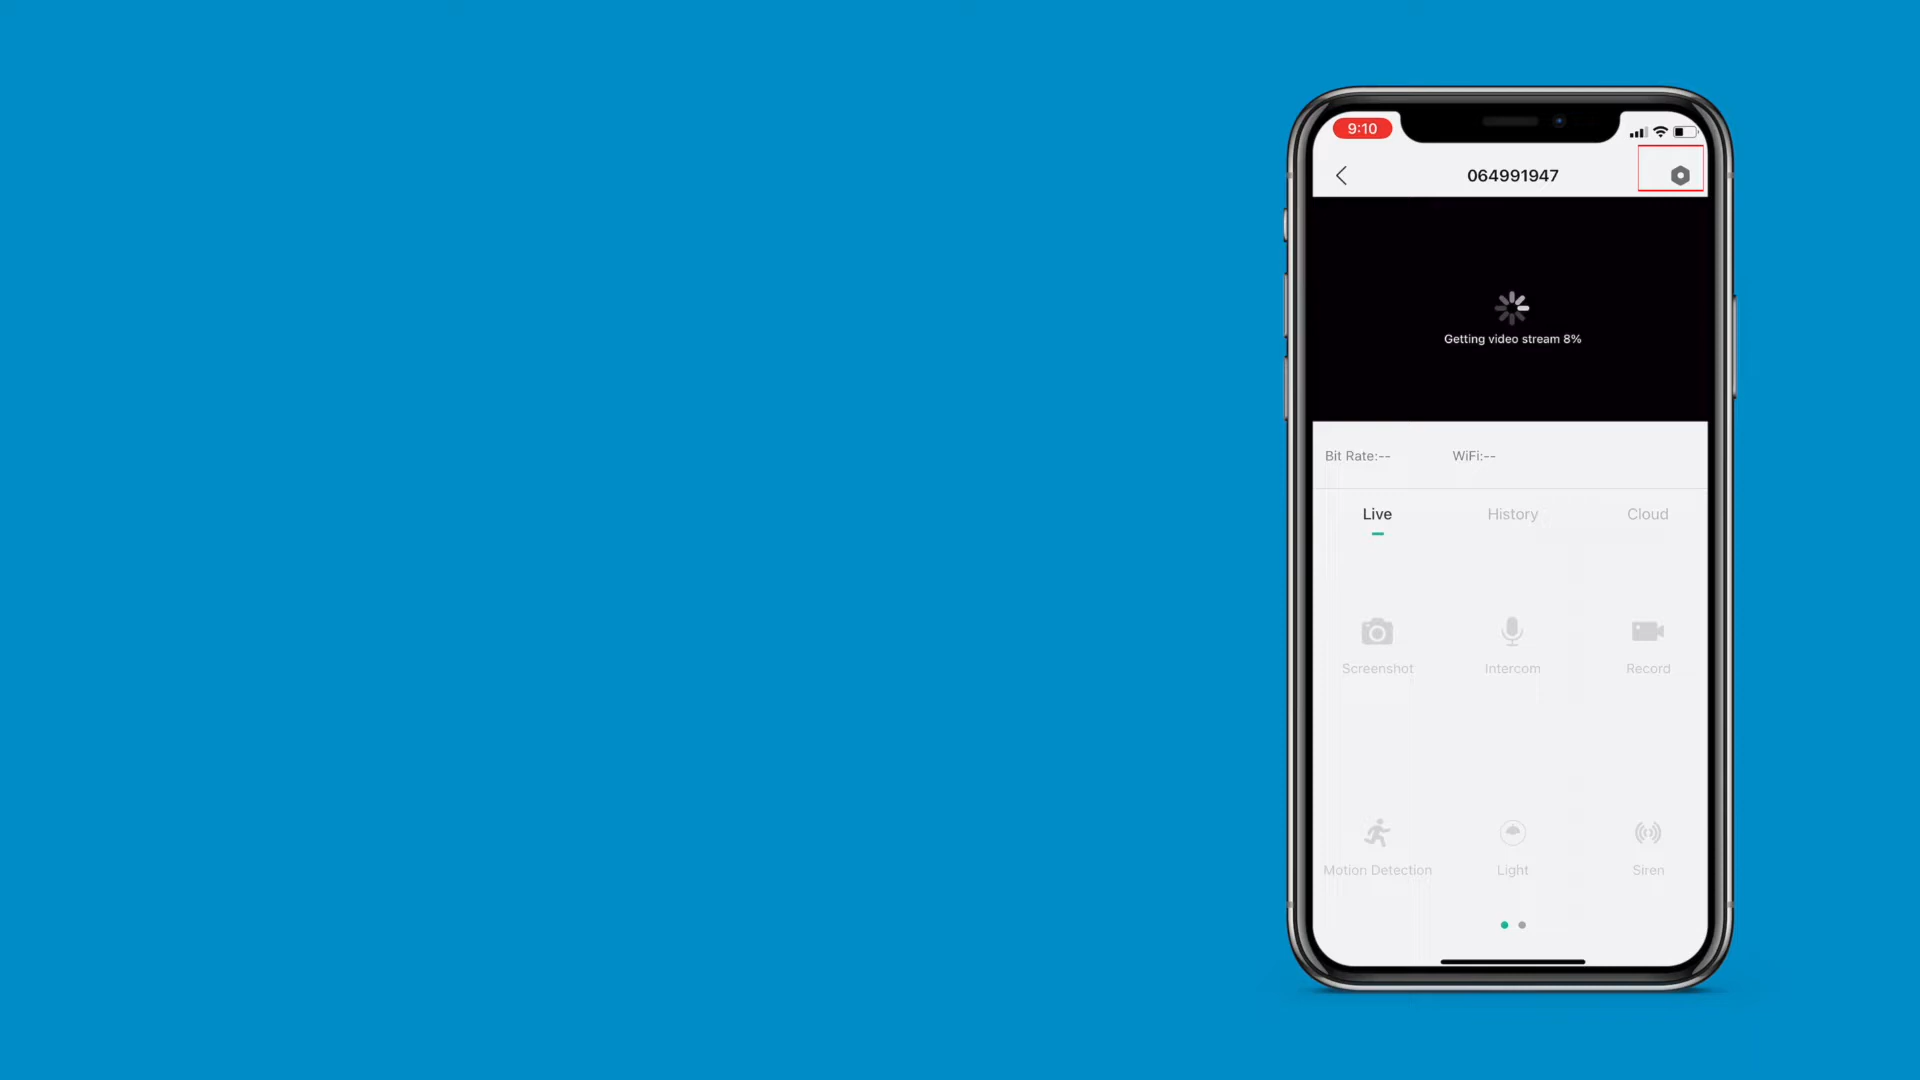 9:10
064991947
Getting video stream 8%
Bit Rate:-- WiFi:--
Live History Cloud
Screenshot Intercom Record
Motion Detection Light Siren